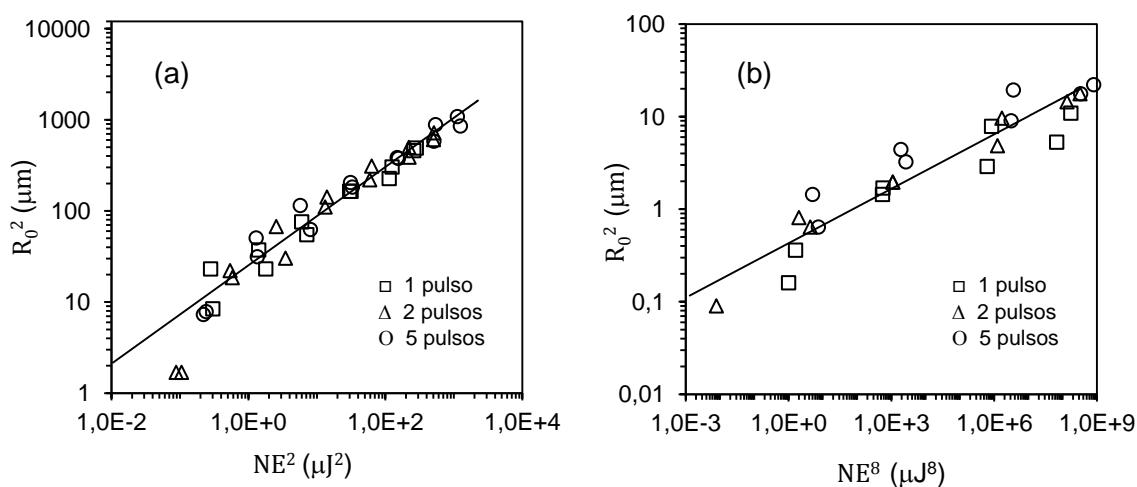 10000
1000
100
10
1
R₀² (μm)
(a)
□ 1 pulso
△ 2 pulsos
○ 5 pulsos
1,0E-2
1,0E+0
1,0E+2
1,0E+4
NE² (μJ²)
100
10
1
0,1
0,01
R₀² (μm)
(b)
□ 1 pulso
△ 2 pulsos
○ 5 pulsos
1,0E-3
1,0E+0
1,0E+3
1,0E+6
1,0E+9
NE⁸ (μJ⁸)